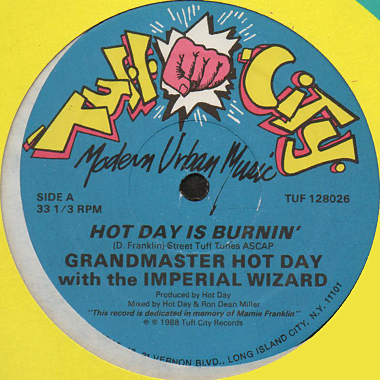 Tuff City
Modern Urban Music
SIDE A
33 1/3 RPM
TUF 128026
HOT DAY IS BURNIN'
(D. Franklin) Street Tuff Tunes ASCAP
GRANDMASTER HOT DAY
with the IMPERIAL WIZARD
Produced by Hot Day
Mixed by Hot Day & Ron Dean Miller
"This record is dedicated in memory of Mamie Franklin"
℗ © 1988 Tuff City Records
VERNON BLVD., LONG ISLAND CITY, N.Y. 11101